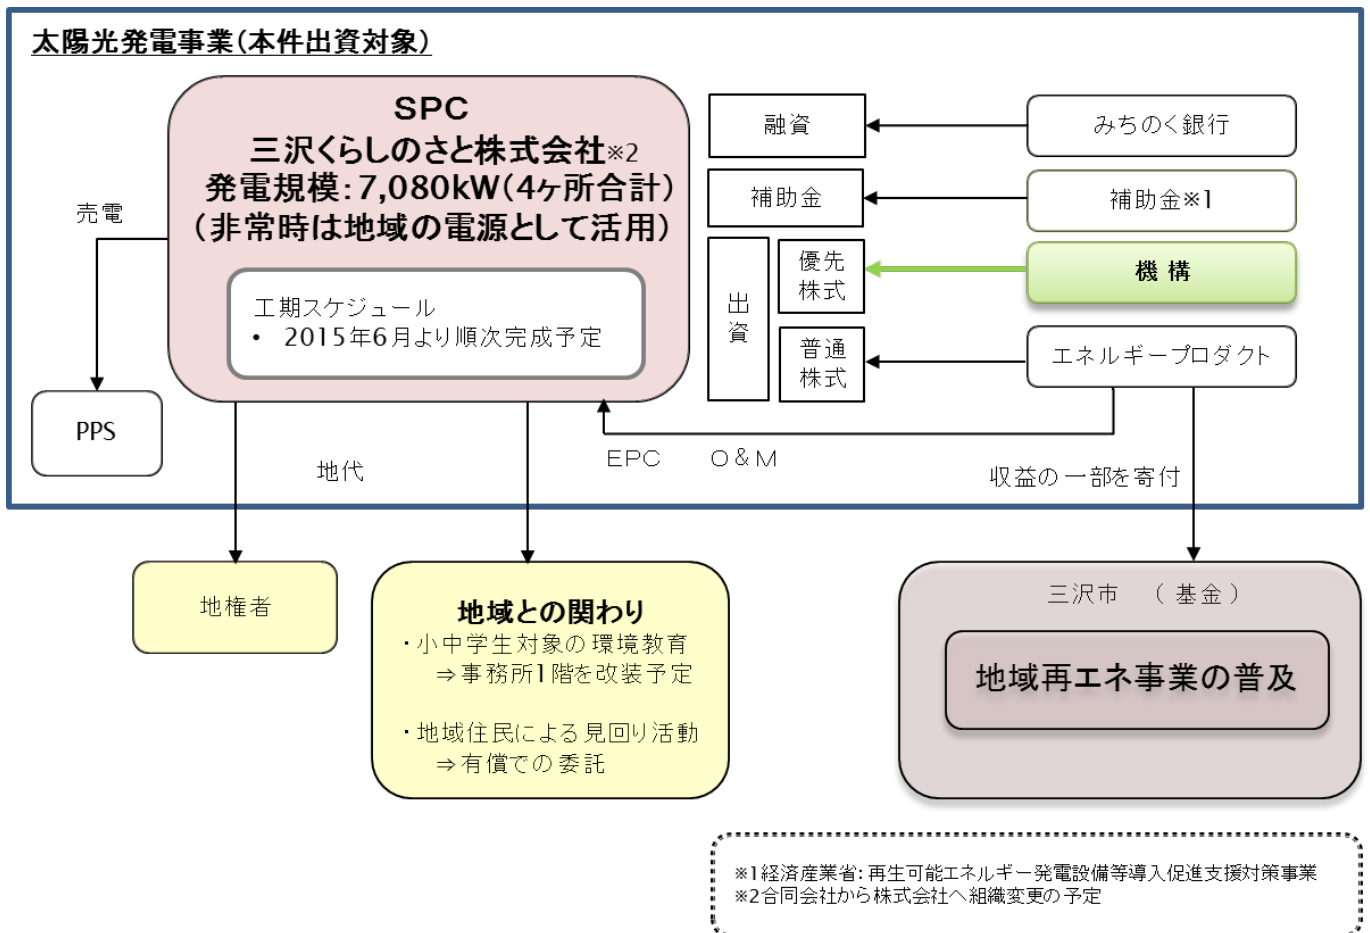 太陽光発電事業（本件出資対象）
SPC
三沢くらしのさと株式会社※2
発電規模：7,080kW（4ヶ所合計）
（非常時は地域の電源として活用）
工期スケジュール
• 2015年6月より順次完成予定
売電
PPS
融資
みちのく銀行
補助金
補助金※1
出資
優先
株式
機 構
普通
株式
エネルギープロダクト
EPC　O＆M
地代
収益の一部を寄付
地権者
地域との関わり
・小中学生対象の環境教育
⇒事務所1階を改装予定
・地域住民による見回り活動
⇒有償での委託
三沢市　（基金）
地域再エネ事業の普及
※1経済産業省：再生可能エネルギー発電設備等導入促進支援対策事業
※2合同会社から株式会社へ組織変更の予定